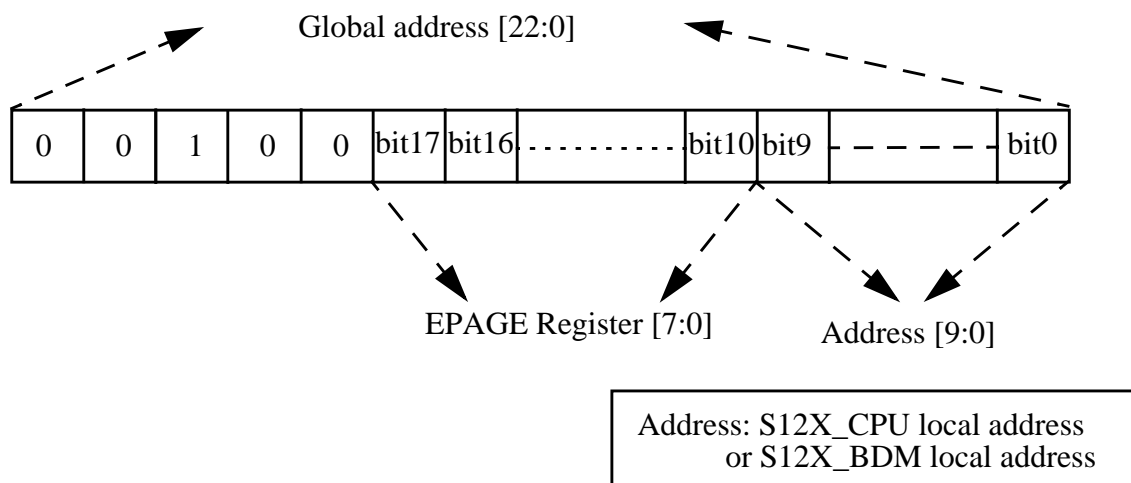 Global address [22:0]
0 0 1 0 0 bit17 bit16 bit10 bit9 bit0
EPAGE Register [7:0]
Address [9:0]
Address: S12X_CPU local address
or S12X_BDM local address